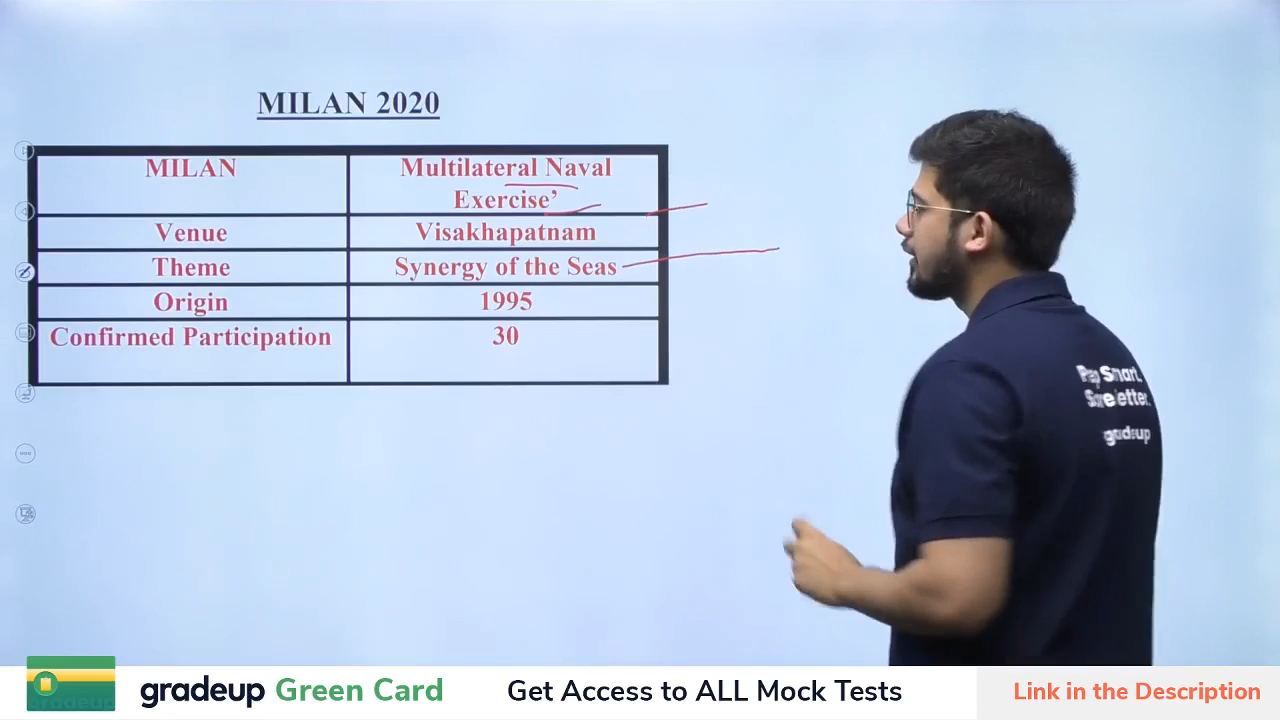 MILAN 2020
MILAN
Multilateral Naval
Exercise’
Venue
Visakhapatnam
Theme
Synergy of the Seas
Origin
1995
Confirmed Participation
30
gradeup
gradeup Green Card
Get Access to ALL Mock Tests
Link in the Description